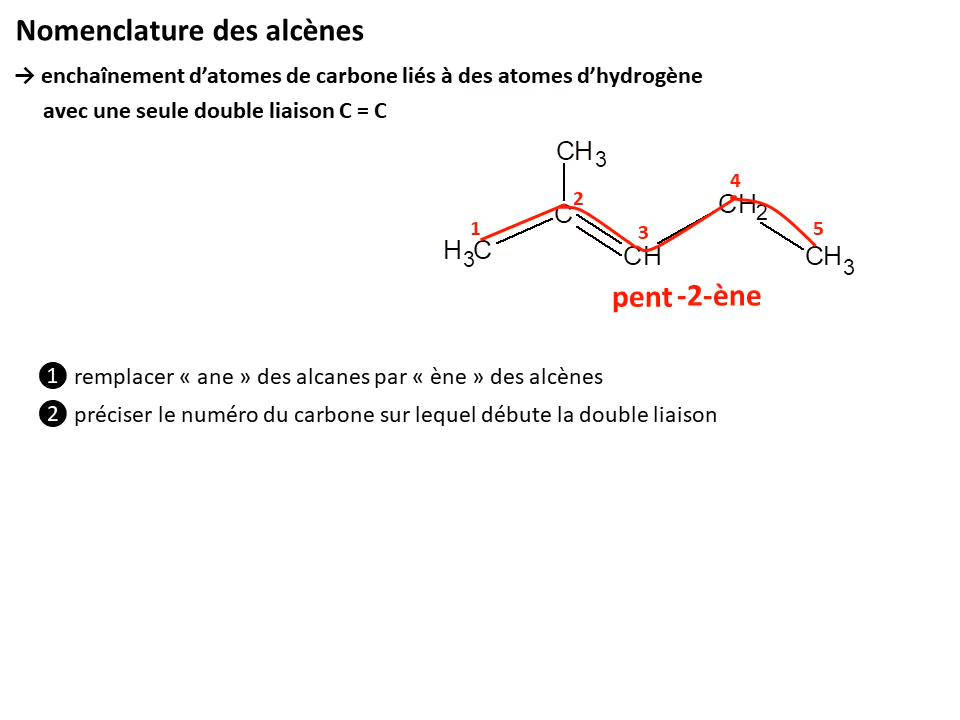 Nomenclature des alcènes
→ enchaînement d’atomes de carbone liés à des atomes d’hydrogène
avec une seule double liaison C = C
CH3
4
2
CH2
C
1
3
5
H3C
CH
CH3
pent -2-ène
1 remplacer « ane » des alcanes par « ène » des alcènes
2 préciser le numéro du carbone sur lequel débute la double liaison